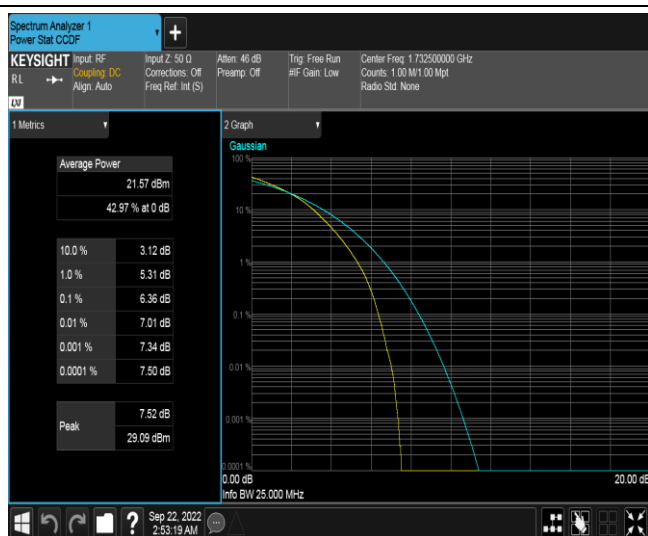 Spectrum Analyzer 1
Power Stat CCDF
+
KEYSIGHT
RL
LXI
Input: RF
Coupling: DC
Align: Auto
Input Z: 50 Ω
Corrections: Off
Freq Ref: Int (S)
Atten: 46 dB
Preamp: Off
Trig: Free Run
#IF Gain: Low
Center Freq: 1.732500000 GHz
Counts: 1.00 M/1.00 Mpt
Radio Std: None
1 Metrics
Average Power
21.57 dBm
42.97 % at 0 dB
10.0 % 3.12 dB
1.0 % 5.31 dB
0.1 % 6.36 dB
0.01 % 7.01 dB
0.001 % 7.34 dB
0.0001 % 7.50 dB
Peak 7.52 dB
29.09 dBm
2 Graph
Gaussian
100 %
10 %
1 %
0.1 %
0.01 %
0.001 %
0.0001 %
0.00 dB 20.00 dB
Info BW 25.000 MHz
?
Sep 22, 2022
2:53:19 AM